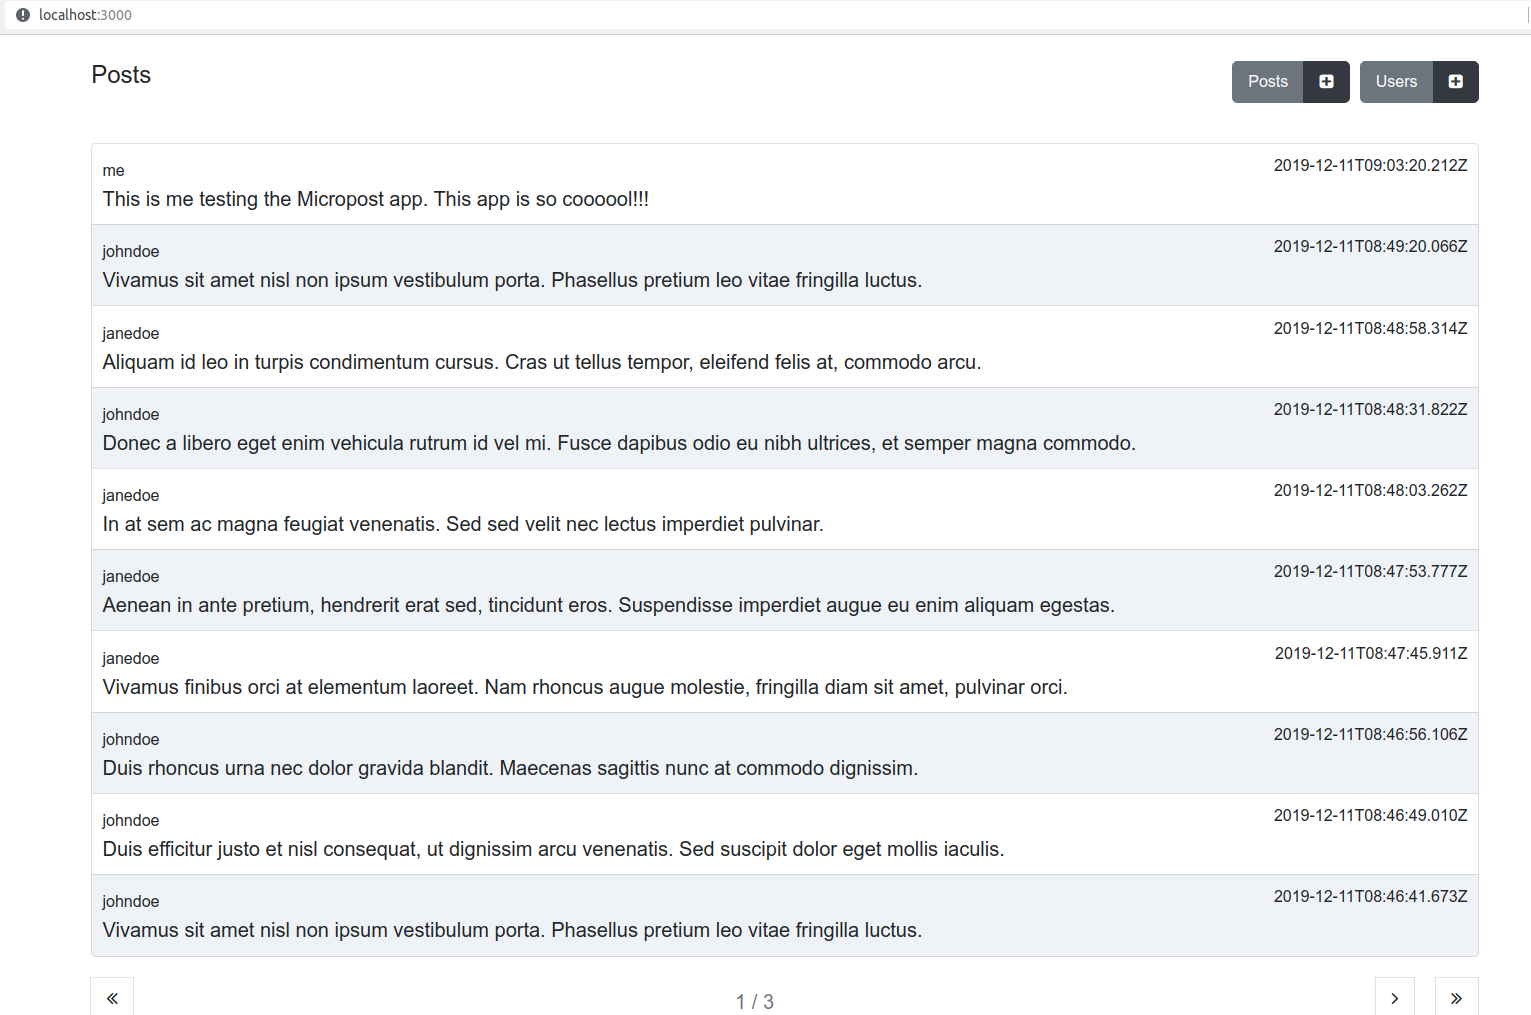 localhost:3000
Posts
Posts
Users
me
2019-12-11T09:03:20.212Z
This is me testing the Micropost app. This app is so coooool!!!
johndoe
2019-12-11T08:49:20.066Z
Vivamus sit amet nisl non ipsum vestibulum porta. Phasellus pretium leo vitae fringilla luctus.
janedoe
2019-12-11T08:48:58.314Z
Aliquam id leo in turpis condimentum cursus. Cras ut tellus tempor, eleifend felis at, commodo arcu.
johndoe
2019-12-11T08:48:31.822Z
Donec a libero eget enim vehicula rutrum id vel mi. Fusce dapibus odio eu nibh ultrices, et semper magna commodo.
janedoe
2019-12-11T08:48:03.262Z
In at sem ac magna feugiat venenatis. Sed sed velit nec lectus imperdiet pulvinar.
janedoe
2019-12-11T08:47:53.777Z
Aenean in ante pretium, hendrerit erat sed, tincidunt eros. Suspendisse imperdiet augue eu enim aliquam egestas.
janedoe
2019-12-11T08:47:45.911Z
Vivamus finibus orci at elementum laoreet. Nam rhoncus augue molestie, fringilla diam sit amet, pulvinar orci.
johndoe
2019-12-11T08:46:56.106Z
Duis rhoncus urna nec dolor gravida blandit. Maecenas sagittis nunc at commodo dignissim.
johndoe
2019-12-11T08:46:49.010Z
Duis efficitur justo et nisl consequat, ut dignissim arcu venenatis. Sed suscipit dolor eget mollis iaculis.
johndoe
2019-12-11T08:46:41.673Z
Vivamus sit amet nisl non ipsum vestibulum porta. Phasellus pretium leo vitae fringilla luctus.
1 / 3